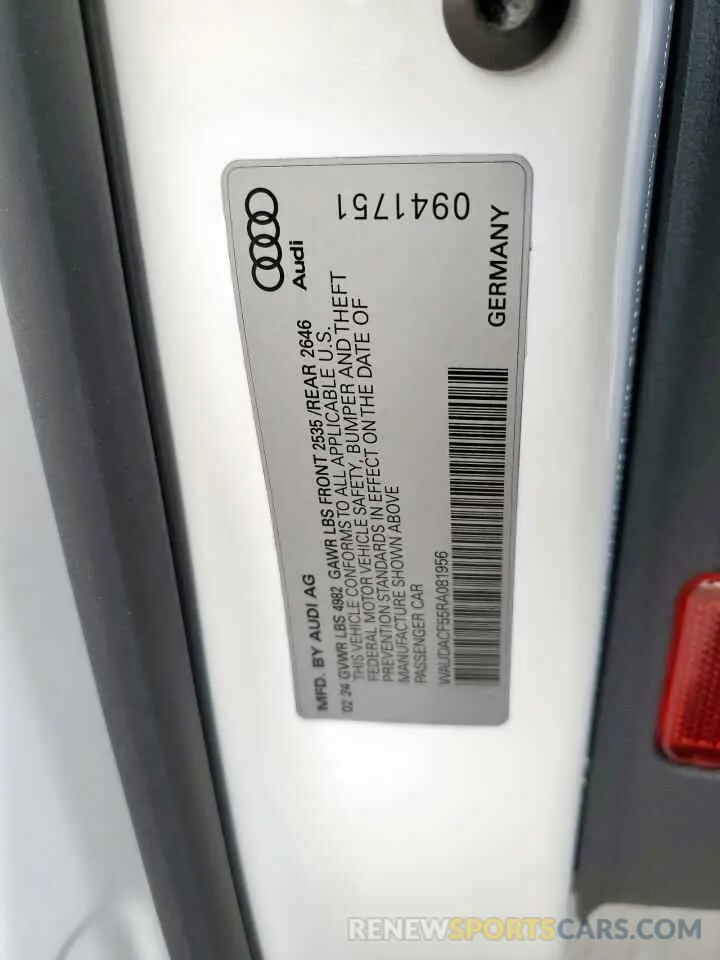 Audi
0941751
GERMANY
MFD. BY AUDI AG
02 24 GVWR LBS 4982 GAWR LBS FRONT 2535 /REAR 2646
THIS VEHICLE CONFORMS TO ALL APPLICABLE U.S.
FEDERAL MOTOR VEHICLE SAFETY, BUMPER AND THEFT
PREVENTION STANDARDS IN EFFECT ON THE DATE OF
MANUFACTURE SHOWN ABOVE
PASSENGER CAR
WAUDACF55RA081956
RENEWSPORTSCARS.COM